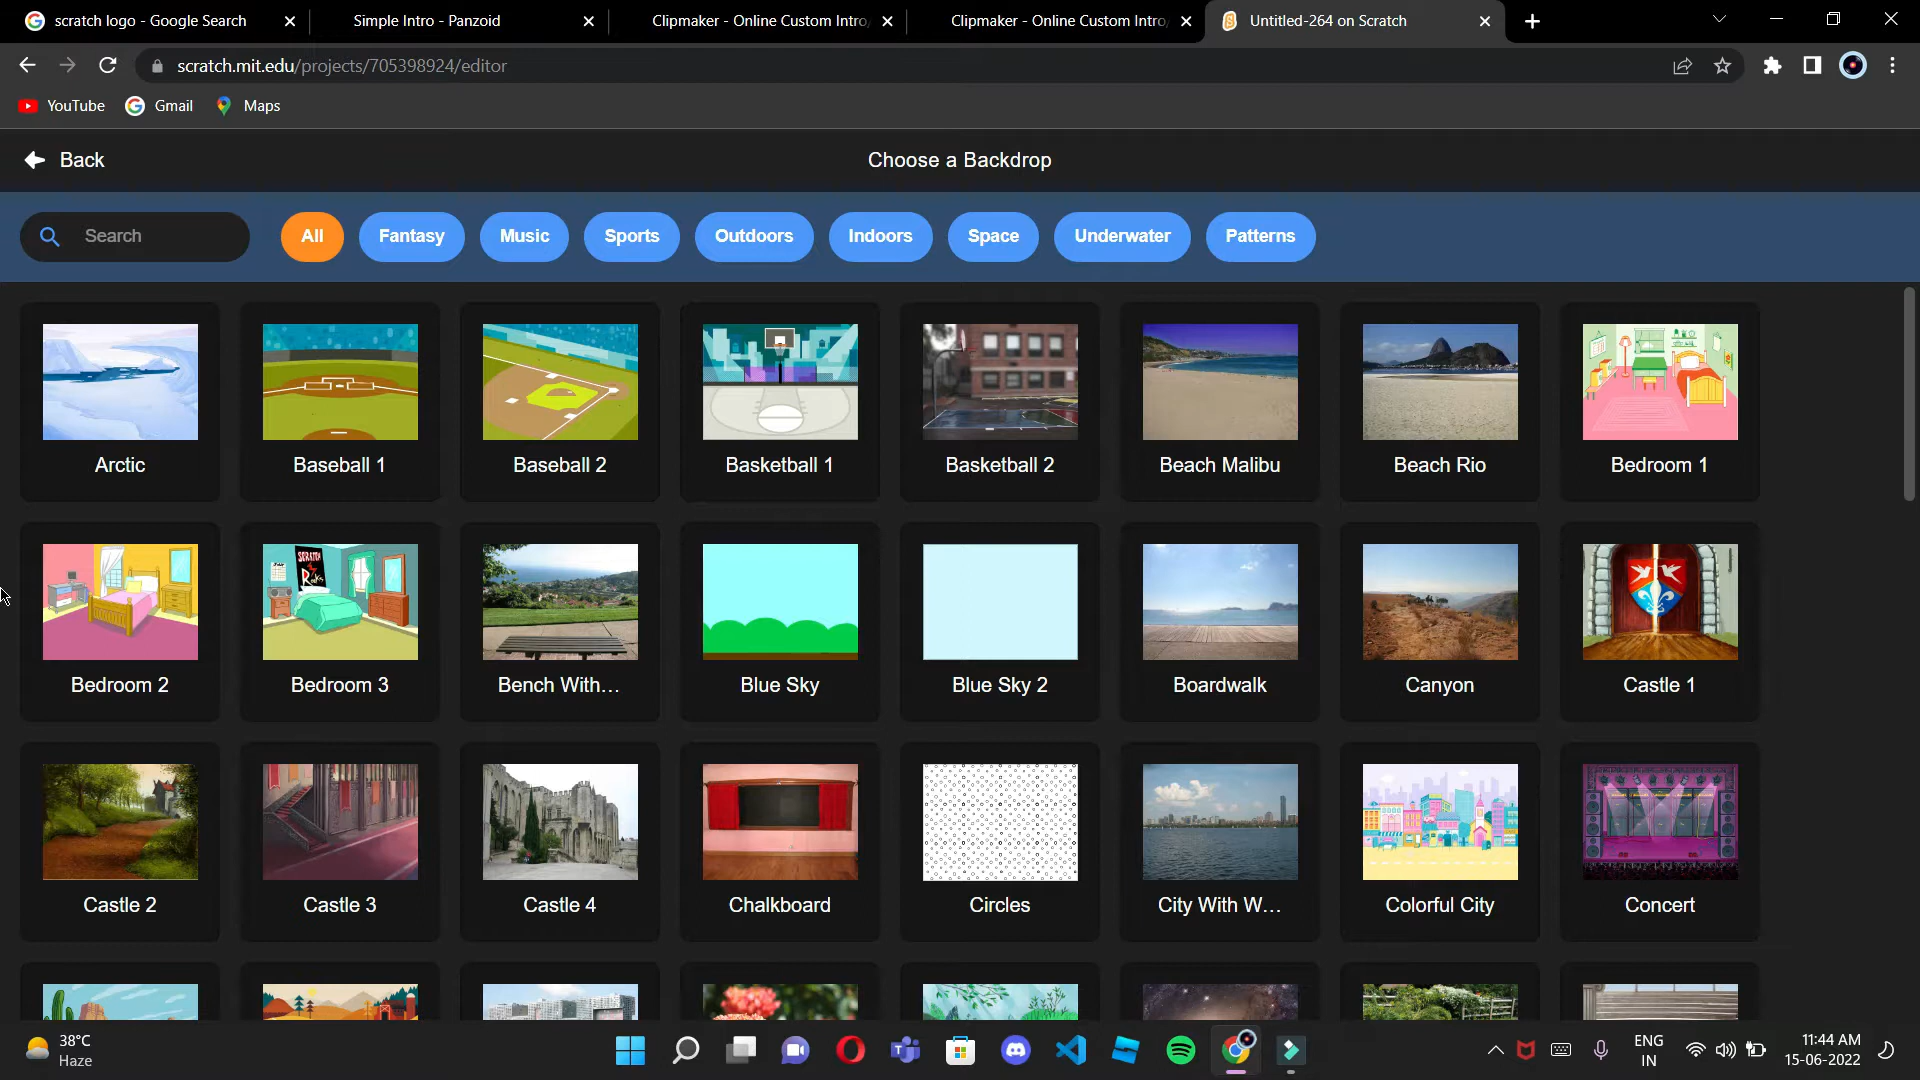 scratch logo - Google Search
Simple Intro - Panzoid
Clipmaker - Online Custom Intro
Clipmaker - Online Custom Intro
Untitled-264 on Scratch
scratch.mit.edu/projects/705398924/editor
YouTube
Gmail
Maps
Back
Choose a Backdrop
Search
All
Fantasy
Music
Sports
Outdoors
Indoors
Space
Underwater
Patterns
Arctic
Baseball 1
Baseball 2
Basketball 1
Basketball 2
Beach Malibu
Beach Rio
Bedroom 1
SCRATCH
Rocks
Bedroom 2
Bedroom 3
Bench With...
Blue Sky
Blue Sky 2
Boardwalk
Canyon
Castle 1
Castle 2
Castle 3
Castle 4
Chalkboard
Circles
City With W...
Colorful City
Concert
38°C
Haze
ENG
IN
11:44 AM
15-06-2022